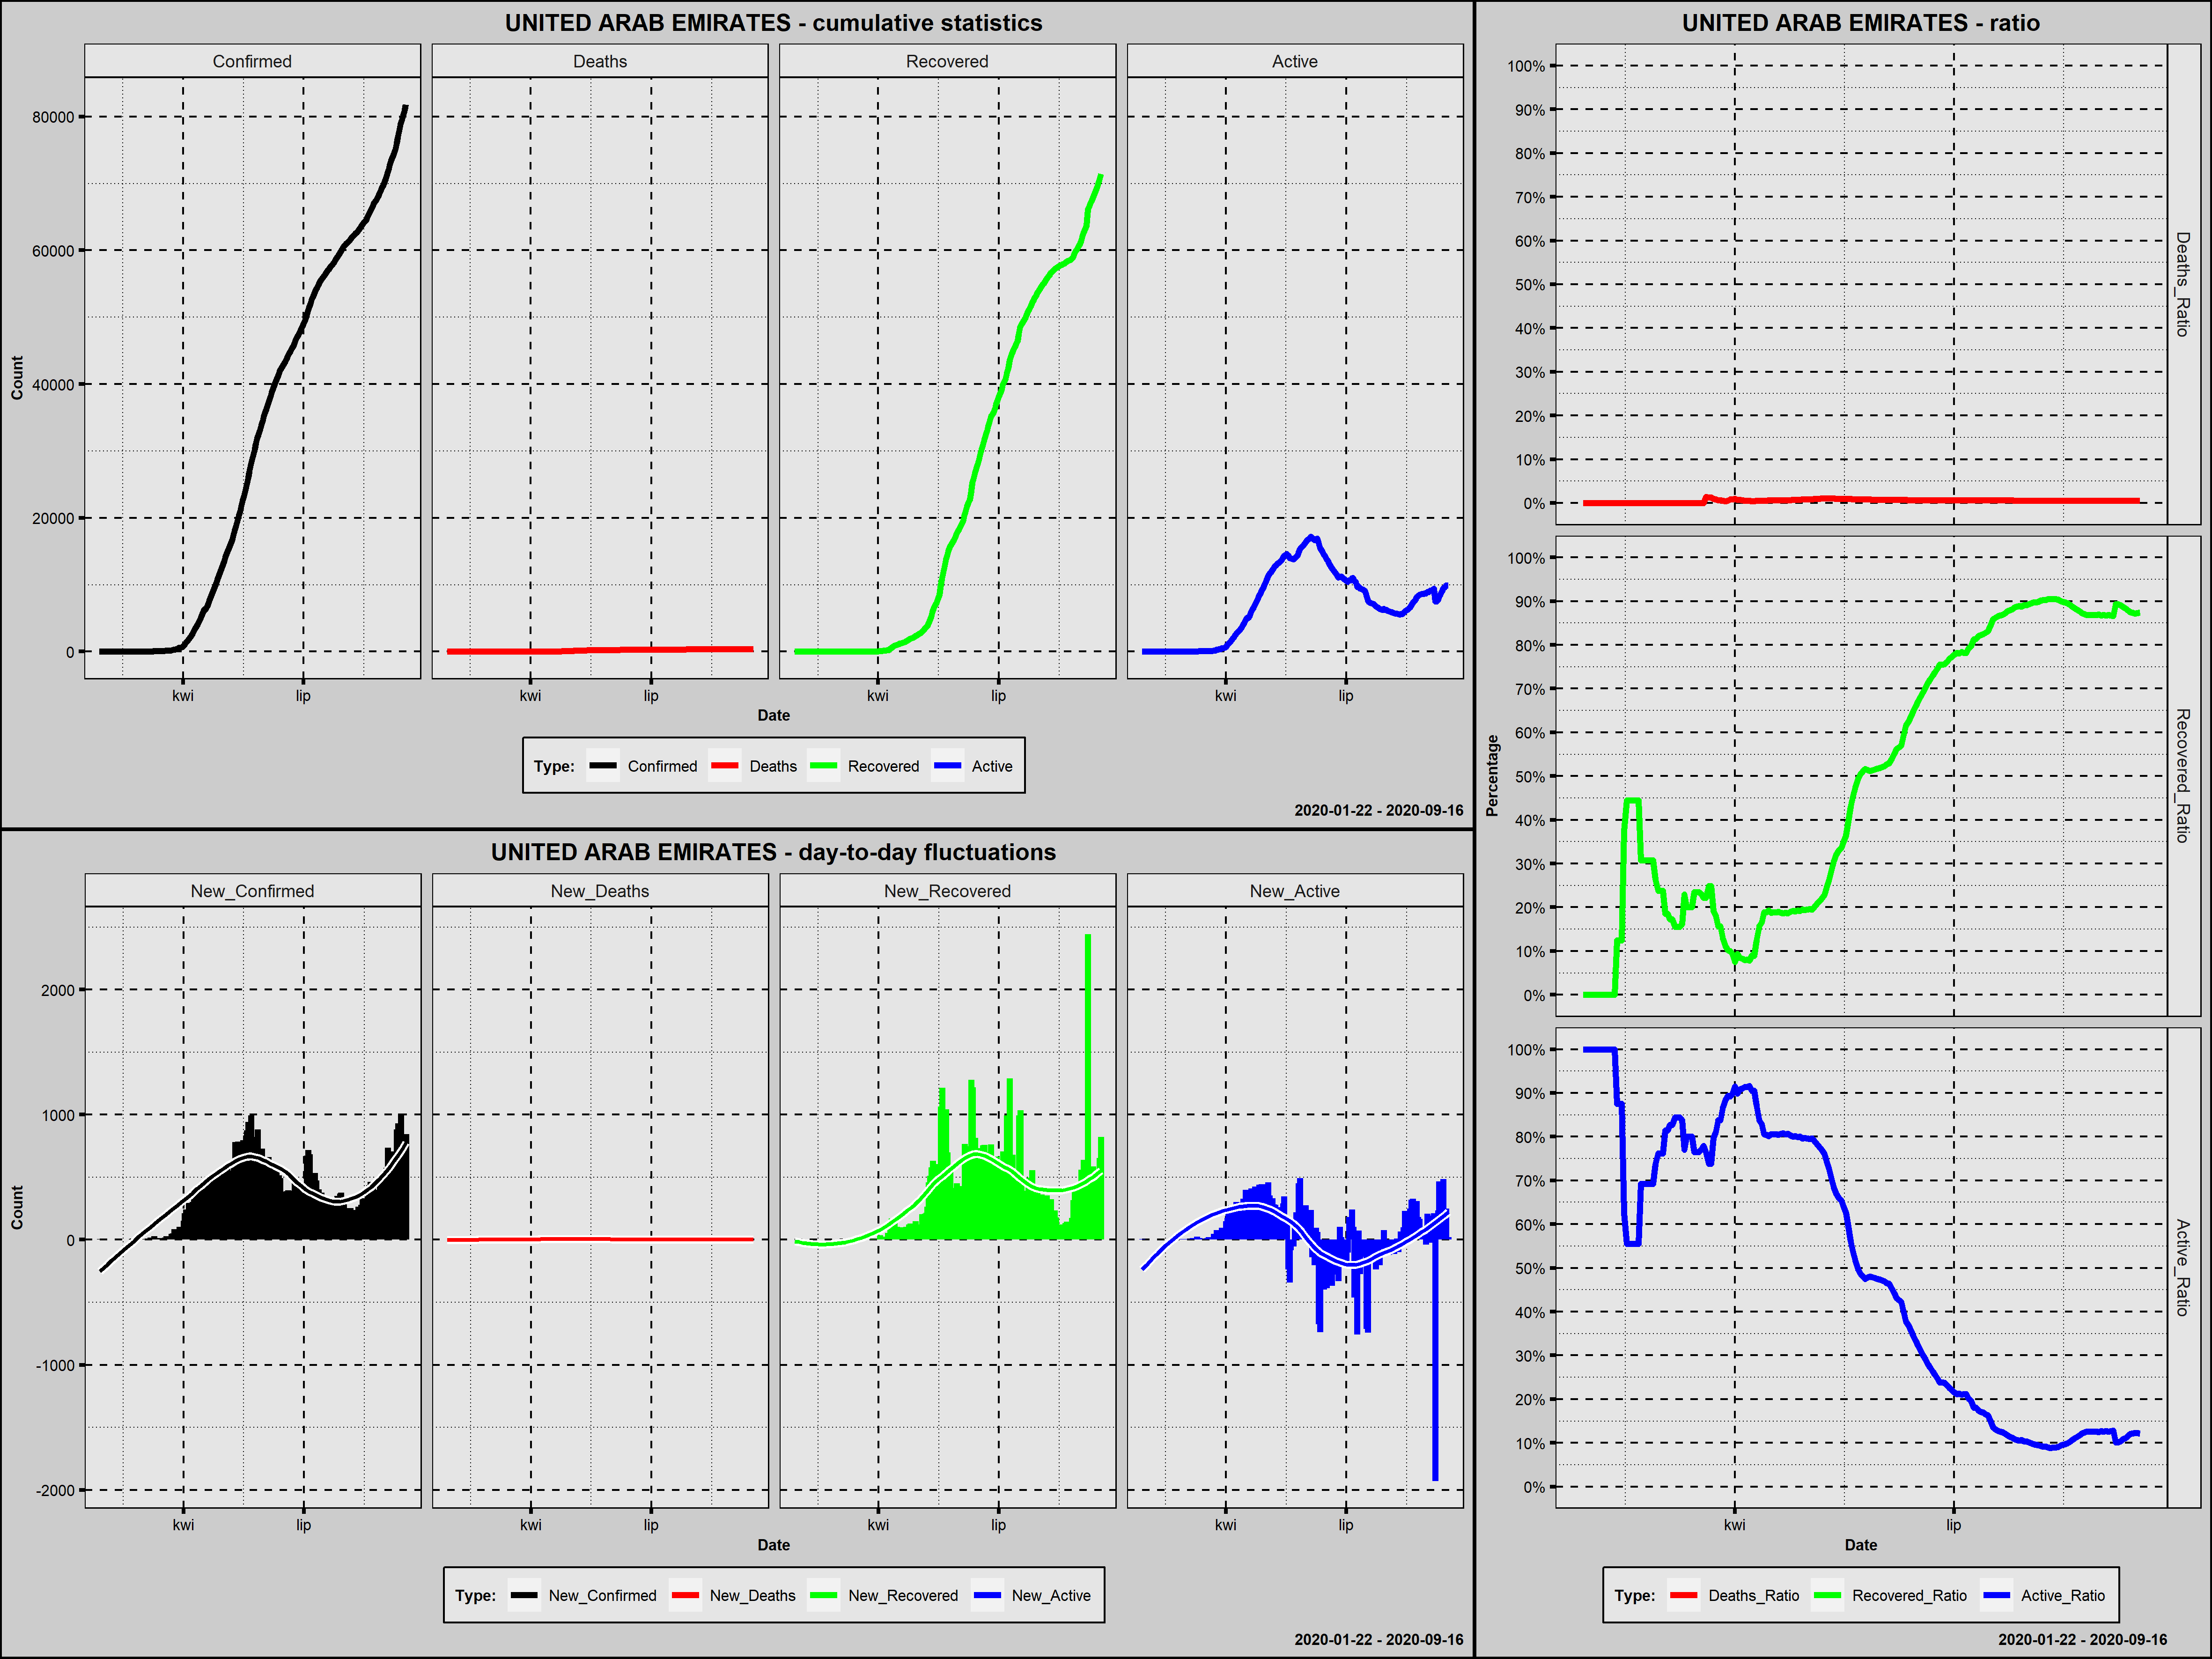 UNITED ARAB EMIRATES - cumulative statistics
Confirmed Deaths Recovered Active
Count
80000
60000
40000
20000
0
kwi lip kwi lip kwi lip kwi lip
Date
Type: Confirmed Deaths Recovered Active
2020-01-22 - 2020-09-16
UNITED ARAB EMIRATES - day-to-day fluctuations
New_Confirmed New_Deaths New_Recovered New_Active
Count
2000
1000
0
-1000
-2000
kwi lip kwi lip kwi lip kwi lip
Date
Type: New_Confirmed New_Deaths New_Recovered New_Active
2020-01-22 - 2020-09-16
UNITED ARAB EMIRATES - ratio
Percentage
100%
90%
80%
70%
60%
50%
40%
30%
20%
10%
0%
Deaths_Ratio
100%
90%
80%
70%
60%
50%
40%
30%
20%
10%
0%
Recovered_Ratio
100%
90%
80%
70%
60%
50%
40%
30%
20%
10%
0%
Active_Ratio
kwi lip
Date
Type: Deaths_Ratio Recovered_Ratio Active_Ratio
2020-01-22 - 2020-09-16